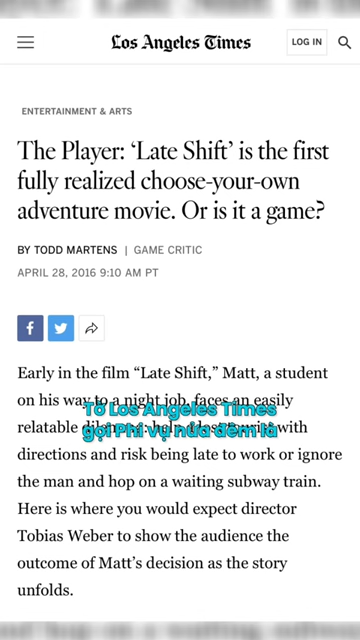 Los Angeles Times
LOG IN
ENTERTAINMENT & ARTS
The Player: ‘Late Shift’ is the first
fully realized choose-your-own
adventure movie. Or is it a game?
BY TODD MARTENS | GAME CRITIC
APRIL 28, 2016 9:10 AM PT
Early in the film “Late Shift,” Matt, a student
on his way to a night job, faces an easily
Tờ Los Angeles Times
relatable with
gọi Phi vụ nửa đêm là
directions and risk being late to work or ignore
the man and hop on a waiting subway train.
Here is where you would expect director
Tobias Weber to show the audience the
outcome of Matt’s decision as the story
unfolds.